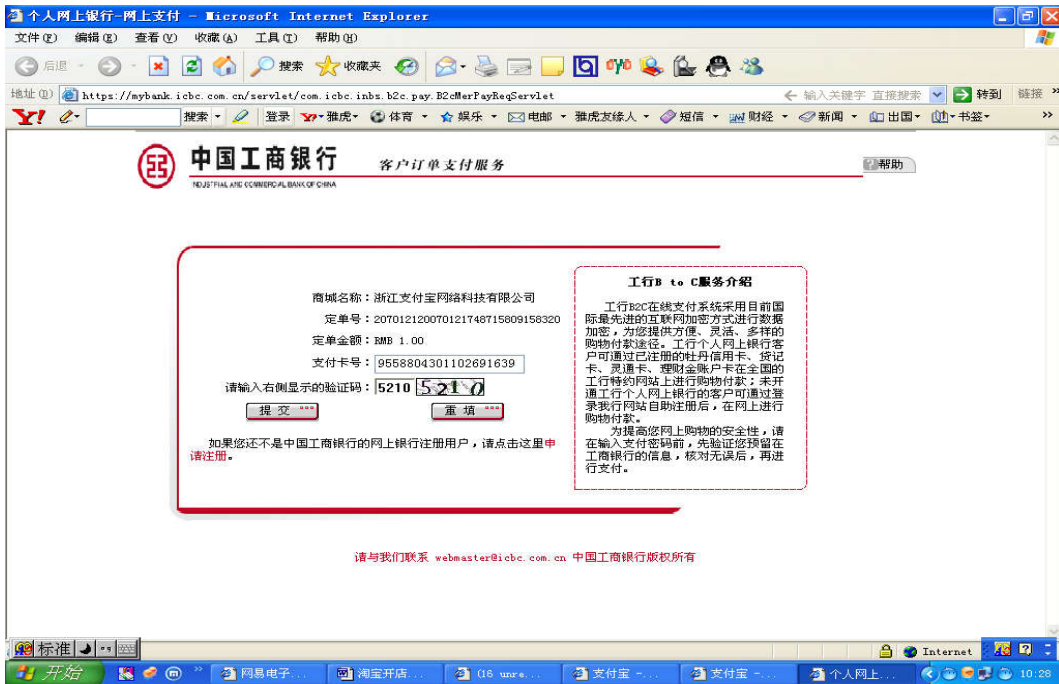 个人网上银行-网上支付 - Microsoft Internet Explorer
文件(F) 编辑(E) 查看(V) 收藏(A) 工具(T) 帮助(H)
后退 搜索 收藏夹
地址(D) https://mybank.icbc.com.cn/servlet/com.icbc.inbs.b2c.pay.B2cMerPayReqServlet ← 输入关键字 直接搜索 转到 链接 »
Y! 搜索 登录 雅虎 体育 娱乐 电邮 雅虎友缘人 短信 财经 新闻 出国 书签 »
中国工商银行 客户订单支付服务 帮助
INDUSTRIAL AND COMMERCIAL BANK OF CHINA
商城名称：浙江支付宝网络科技有限公司
定单号：20701212007012174871580915832​0
定单金额：RMB 1.00
支付卡号：9558804301102691639
请输入右侧显示的验证码：5210 5210
提 交 重 填
如果您还不是中国工商银行的网上银行注册用户，请点击这里申
请注册。
工行B to C服务介绍
工行B2C在线支付系统采用目前国
际最先进的互联网加密方式进行数据
加密，为您提供方便、灵活、多样的
购物付款途径。工行个人网上银行客
户可通过已注册的牡丹信用卡、贷记
卡、灵通卡、理财金账户卡在全国的
工行特约网站上进行购物付款；未开
通工行个人网上银行的客户可通过登
录我行网站自助注册后，在网上进行
购物付款。
为提高您网上购物的安全性，请
在输入支付密码前，先验证您预留在
工商银行的信息，核对无误后，再进
行支付。
请与我们联系 webmaster@icbc.com.cn 中国工商银行版权所有
标准
Internet
开始 » 网易电子... 淘宝开店... (16 unre... 支付宝 -... 支付宝 -... 个人网上... 10:28